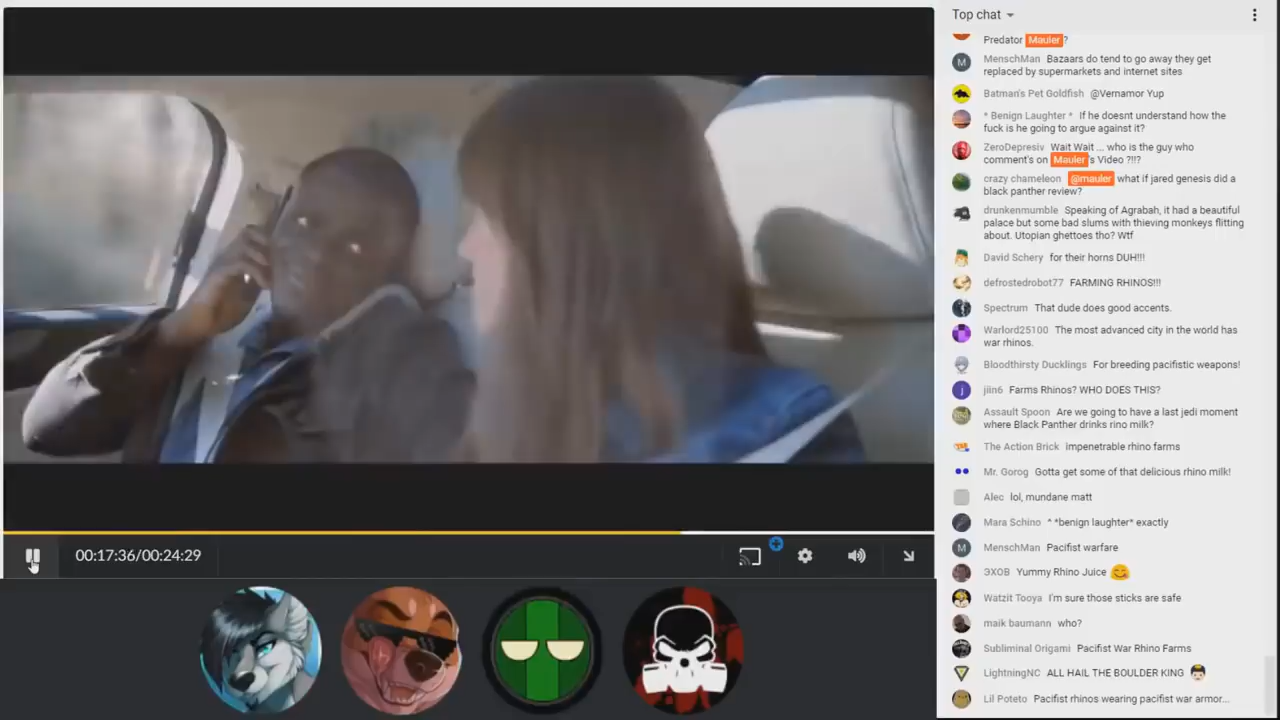 Top chat
Predator Mauler ?
MenschMan Bazaars do tend to go away they get
replaced by supermarkets and internet sites
Batman's Pet Goldfish @Vernamor Yup
* Benign Laughter * If he doesnt understand how the
fuck is he going to argue against it?
ZeroDepresiv Wait Wait ... who is the guy who
comment's on Mauler's Video ?!!?
crazy chameleon @mauler what if jared genesis did a
black panther review?
drunkenmumble Speaking of Agrabah, it had a beautiful
palace but some bad slums with thieving monkeys flitting
about. Utopian ghettoes tho? Wtf
David Schery for their horns DUH!!!
defrostedrobot77 FARMING RHINOS!!!
Spectrum That dude does good accents.
Warlord25100 The most advanced city in the world has
war rhinos.
Bloodthirsty Ducklings For breeding pacifistic weapons!
jiin6 Farms Rhinos? WHO DOES THIS?
Assault Spoon Are we going to have a last jedi moment
where Black Panther drinks rino milk?
The Action Brick impenetrable rhino farms
Mr. Gorog Gotta get some of that delicious rhino milk!
Alec lol, mundane matt
Mara Schino * *benign laughter* exactly
MenschMan Pacifist warfare
ЭХОВ Yummy Rhino Juice 🤗
Watzit Tooya I'm sure those sticks are safe
maik baumann who?
Subliminal Origami Pacifist War Rhino Farms
LightningNC ALL HAIL THE BOULDER KING
Lil Poteto Pacifist rhinos wearing pacifist war armor...
00:17:36/00:24:29